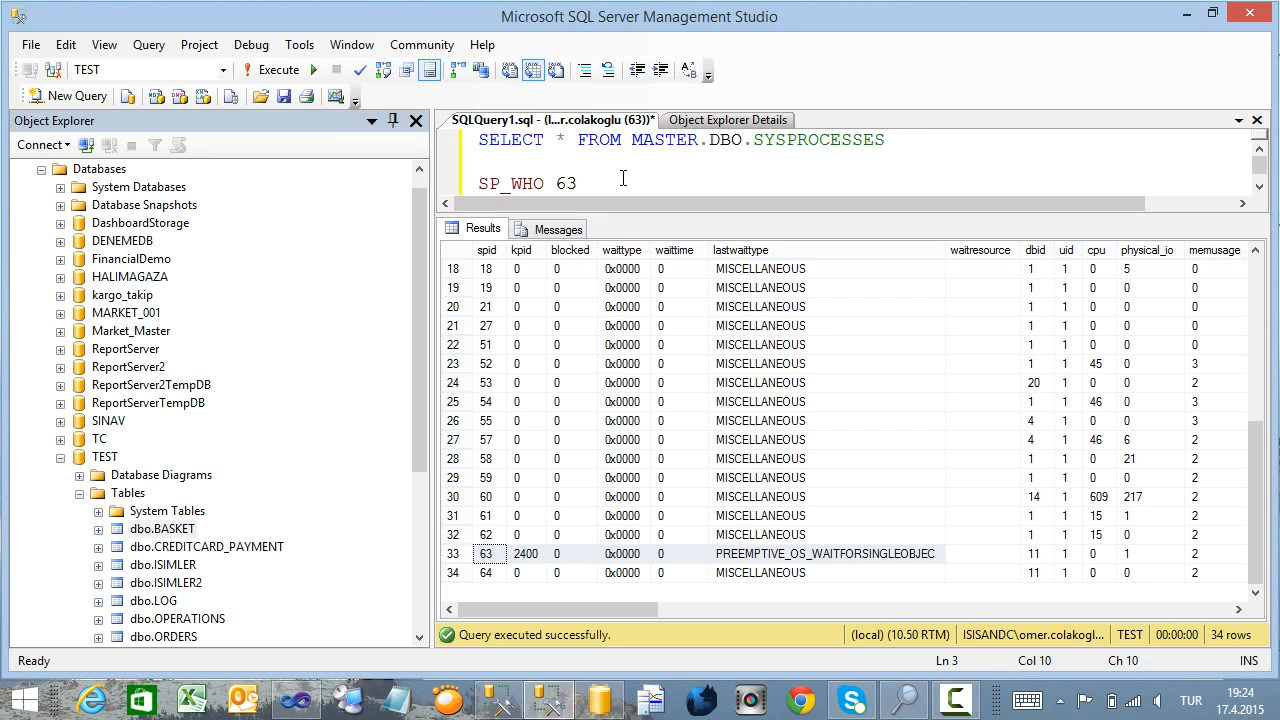 Microsoft SQL Server Management Studio
File Edit View Query Project Debug Tools Window Community Help
TEST Execute
New Query
Object Explorer
Connect
Databases
System Databases
Database Snapshots
DashboardStorage
DENEMEDB
FinancialDemo
HALIMAGAZA
kargo_takip
MARKET_001
Market_Master
ReportServer
ReportServer2
ReportServer2TempDB
ReportServerTempDB
SINAV
TC
TEST
Database Diagrams
Tables
System Tables
dbo.BASKET
dbo.CREDITCARD_PAYMENT
dbo.ISIMLER
dbo.ISIMLER2
dbo.LOG
dbo.OPERATIONS
dbo.ORDERS
SQLQuery1.sql - (l...r.colakoglu (63))* Object Explorer Details
SELECT * FROM MASTER.DBO.SYSPROCESSES
SP_WHO 63
Results Messages
spid kpid blocked waittype waittime lastwaittype waitresource dbid uid cpu physical_io memusage
18 18 0 0 0x0000 0 MISCELLANEOUS 1 1 0 5 0
19 19 0 0 0x0000 0 MISCELLANEOUS 1 1 0 0 0
20 21 0 0 0x0000 0 MISCELLANEOUS 1 1 0 0 0
21 27 0 0 0x0000 0 MISCELLANEOUS 1 1 0 0 0
22 51 0 0 0x0000 0 MISCELLANEOUS 1 1 0 0 2
23 52 0 0 0x0000 0 MISCELLANEOUS 1 1 45 0 3
24 53 0 0 0x0000 0 MISCELLANEOUS 20 1 0 0 2
25 54 0 0 0x0000 0 MISCELLANEOUS 1 1 46 0 3
26 55 0 0 0x0000 0 MISCELLANEOUS 4 1 0 0 3
27 57 0 0 0x0000 0 MISCELLANEOUS 4 1 46 6 2
28 58 0 0 0x0000 0 MISCELLANEOUS 1 1 0 21 2
29 59 0 0 0x0000 0 MISCELLANEOUS 1 1 0 0 2
30 60 0 0 0x0000 0 MISCELLANEOUS 14 1 609 217 2
31 61 0 0 0x0000 0 MISCELLANEOUS 1 1 15 1 2
32 62 0 0 0x0000 0 MISCELLANEOUS 1 1 15 0 2
33 63 2400 0 0x0000 0 PREEMPTIVE_OS_WAITFORSINGLEOBJEC 11 1 0 1 2
34 64 0 0 0x0000 0 MISCELLANEOUS 11 1 0 0 2
Query executed successfully. (local) (10.50 RTM) ISISANDC\omer.colakogl... TEST 00:00:00 34 rows
Ready Ln 3 Col 10 Ch 10 INS
TUR 19:24
17.4.2015